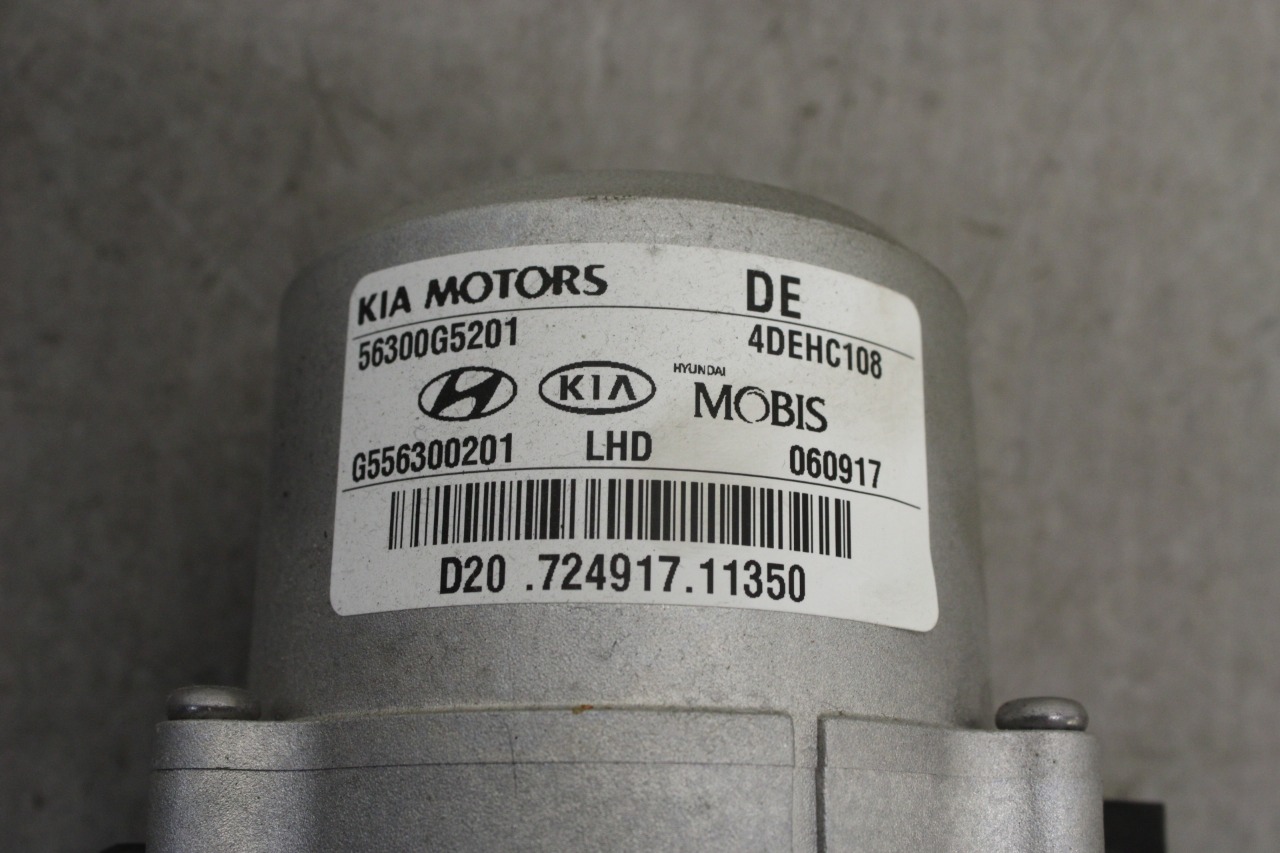 KIA MOTORS DE
56300G5201 4DEHC108
KIA HYUNDAI MOBIS
G556300201 LHD 060917
D20 .724917.11350